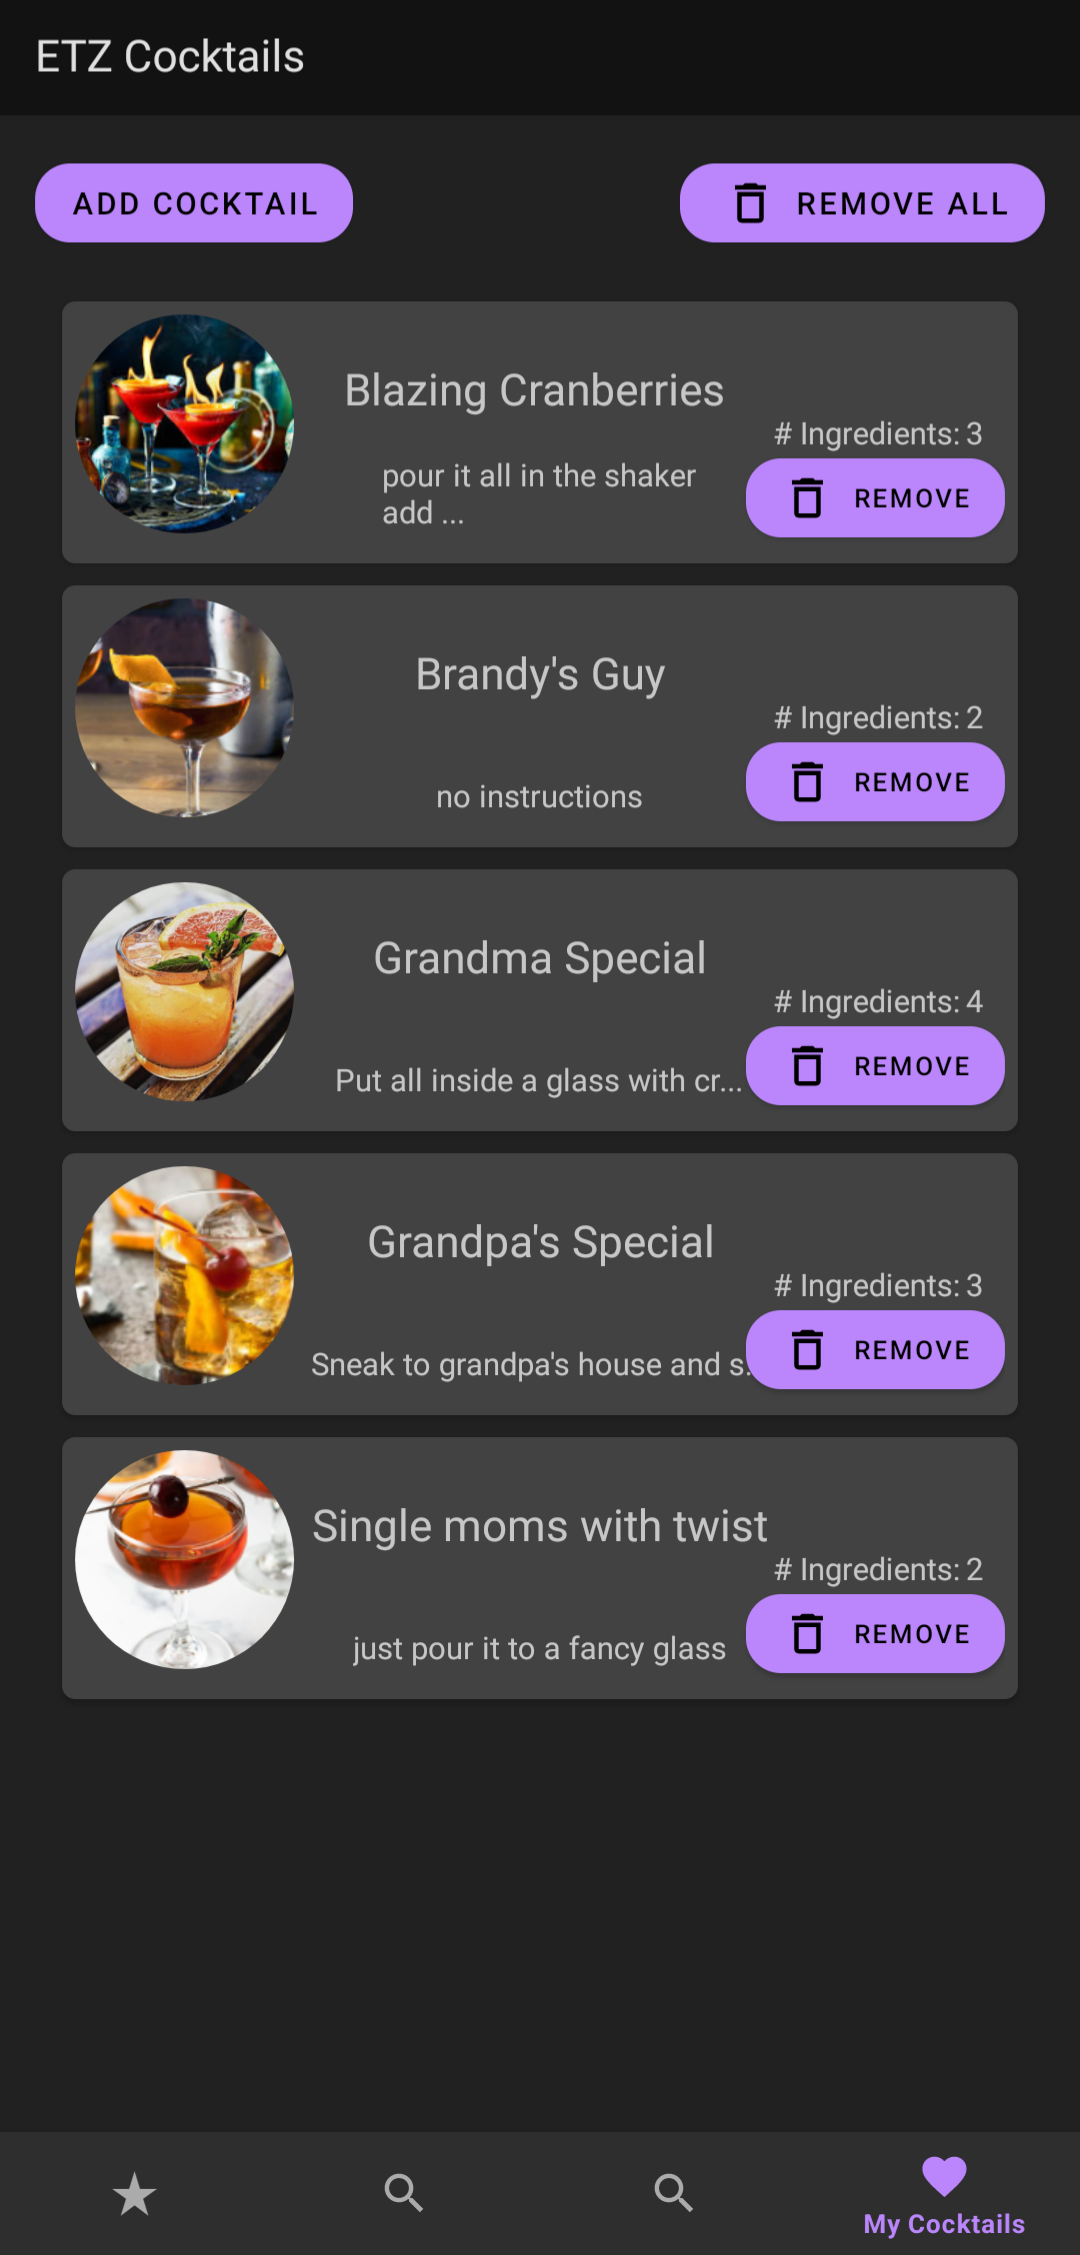 ETZ Cocktails
ADD COCKTAIL
REMOVE ALL
Blazing Cranberries
# Ingredients: 3
pour it all in the shaker
add ...
REMOVE
Brandy's Guy
# Ingredients: 2
no instructions
REMOVE
Grandma Special
# Ingredients: 4
Put all inside a glass with cr...
REMOVE
Grandpa's Special
# Ingredients: 3
Sneak to grandpa's house and s.
REMOVE
Single moms with twist
# Ingredients: 2
just pour it to a fancy glass
REMOVE
My Cocktails